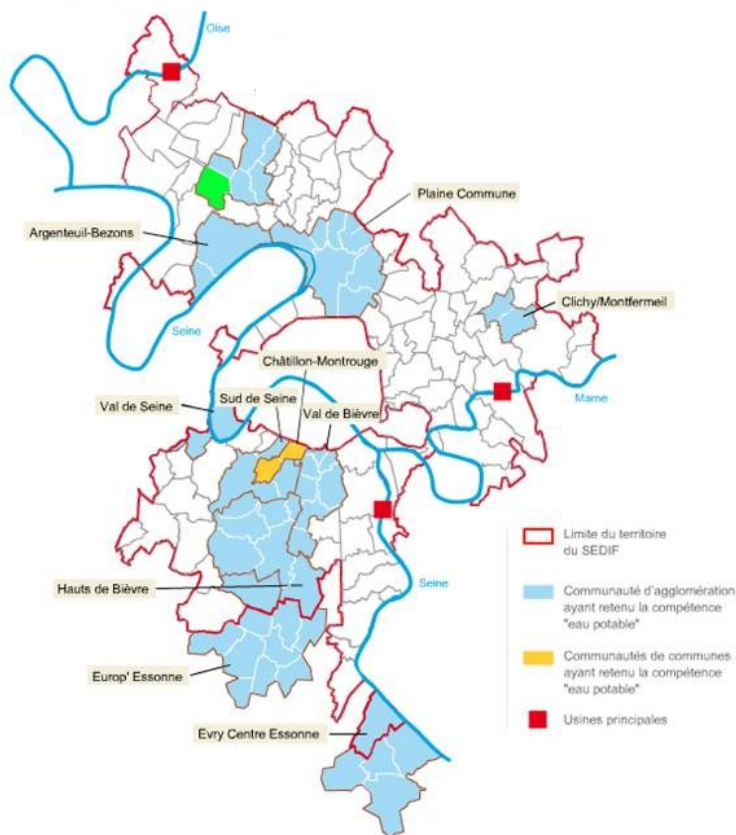 Oise
Plaine Commune
Argenteuil-Bezons
Clichy/Montfermeil
Seine
Châtillon-Montrouge
Marne
Sud de Seine
Val de Seine
Val de Bièvre
Limite du territoire
du SEDIF
Hauts de Bièvre
Seine
Communauté d'agglomération
ayant retenu la compétence
"eau potable"
Europ' Essonne
Communautés de communes
ayant retenu la compétence
"eau potable"
Evry Centre Essonne
Usines principales